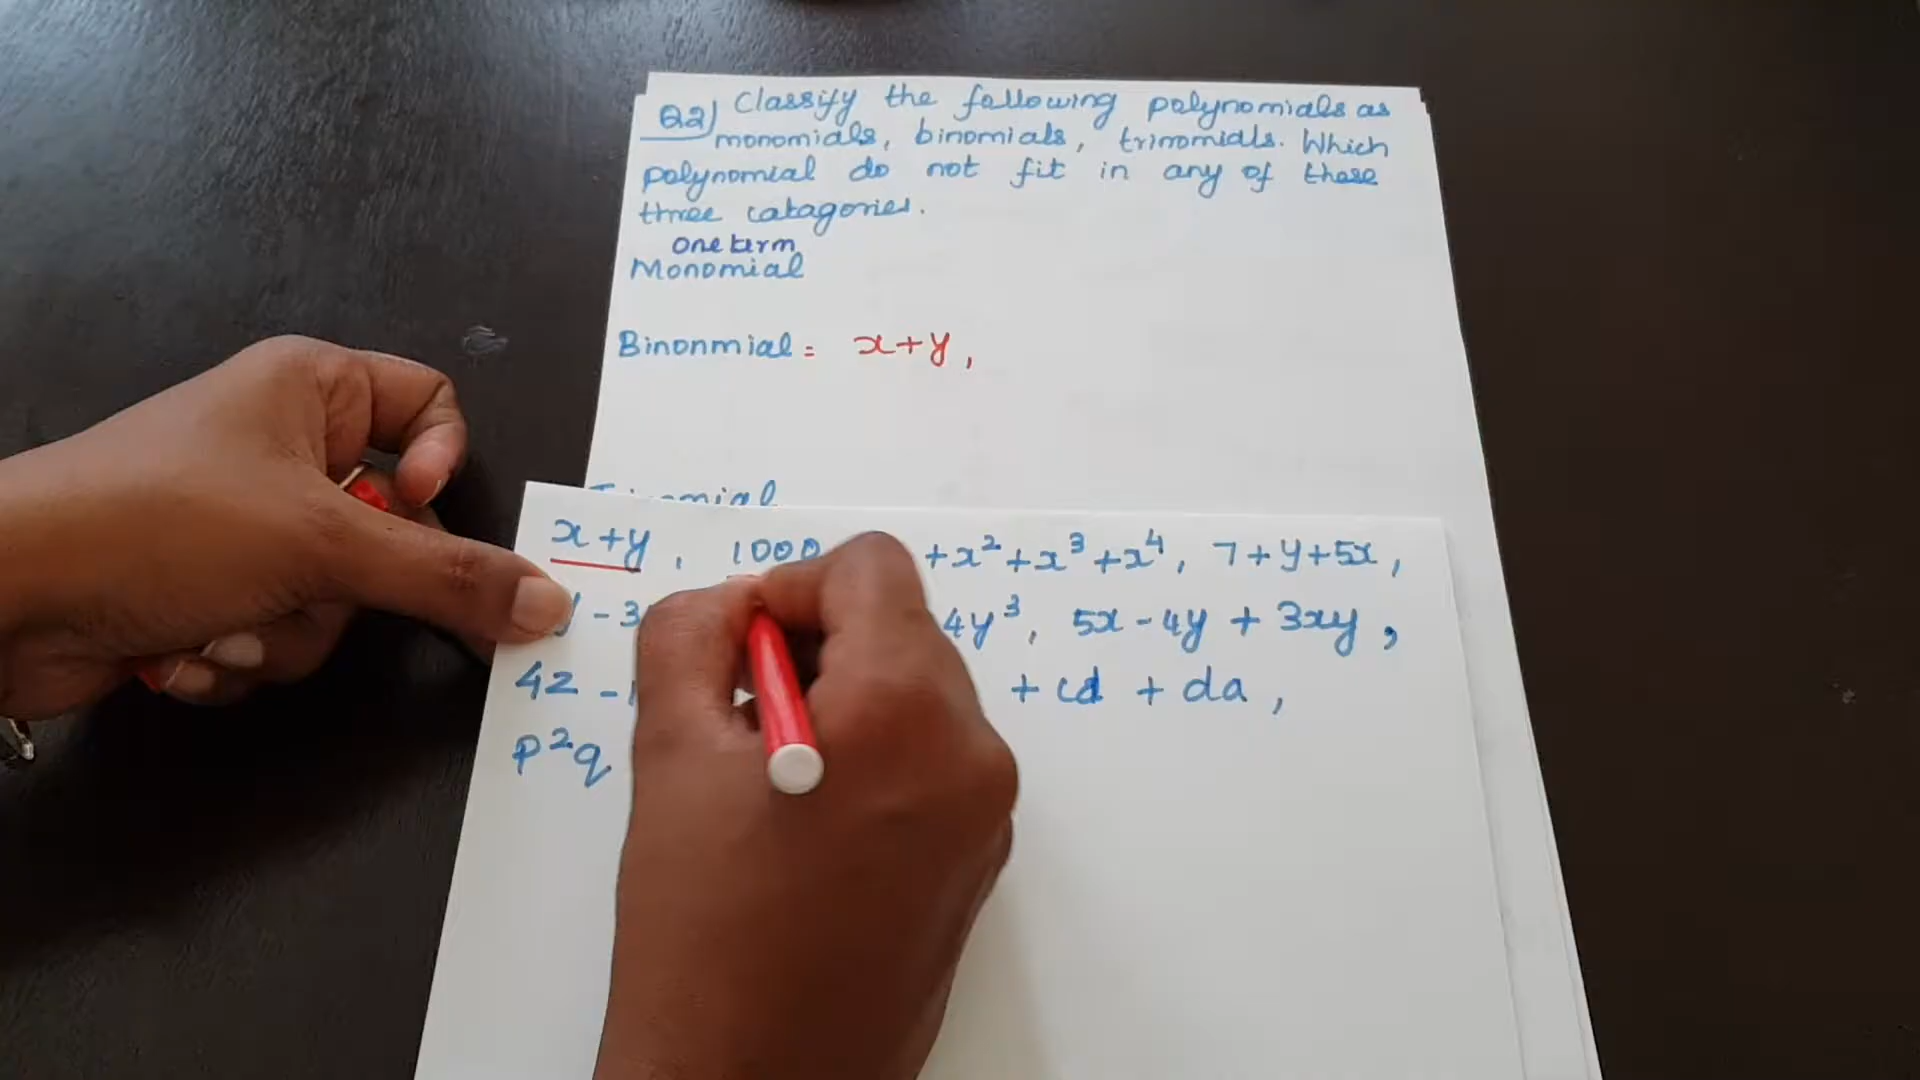 Q2) Classify the following polynomials as
monomials, binomials, trinomials. Which
polynomial do not fit in any of these
three catagories.
One term
Monomial
Binonmial = x+y,
x+y, 1000 +x²+x³+x⁴, 7+y+5x,
y - 3 4y³, 5x - 4y + 3xy,
4z - + cd + da,
p²q